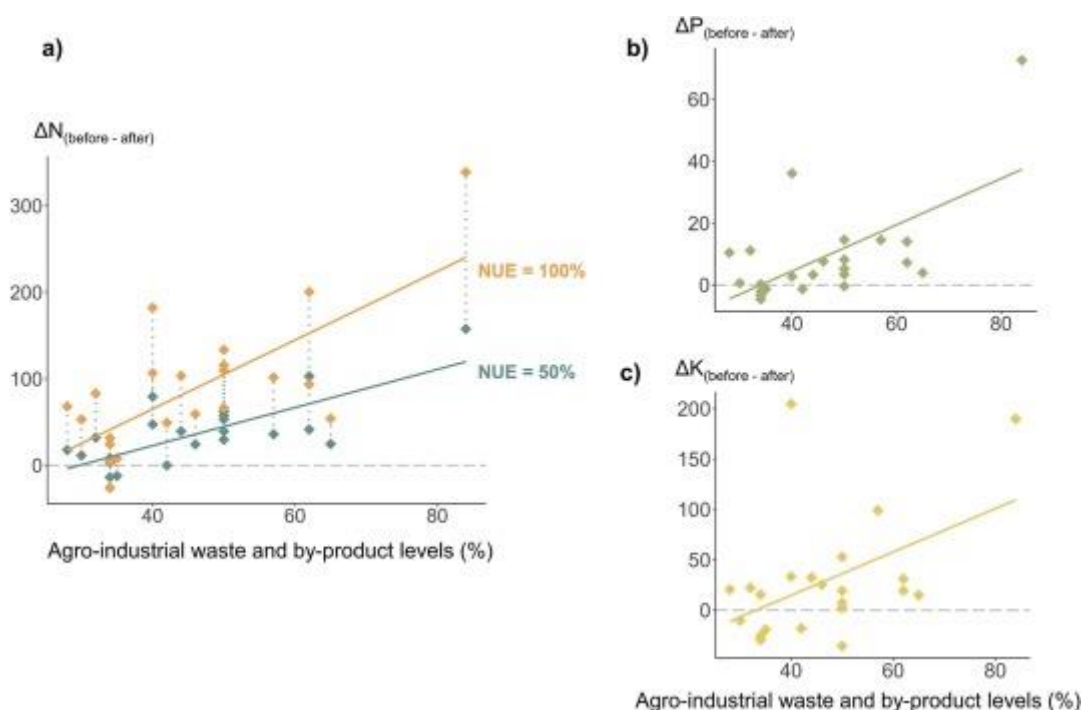 a)
ΔN(before - after)
300
200
100
0
NUE = 100%
NUE = 50%
40
60
80
Agro-industrial waste and by-product levels (%)
b)
ΔP(before - after)
60
40
20
0
40
60
80
c)
ΔK(before - after)
200
150
100
50
0
40
60
80
Agro-industrial waste and by-product levels (%)